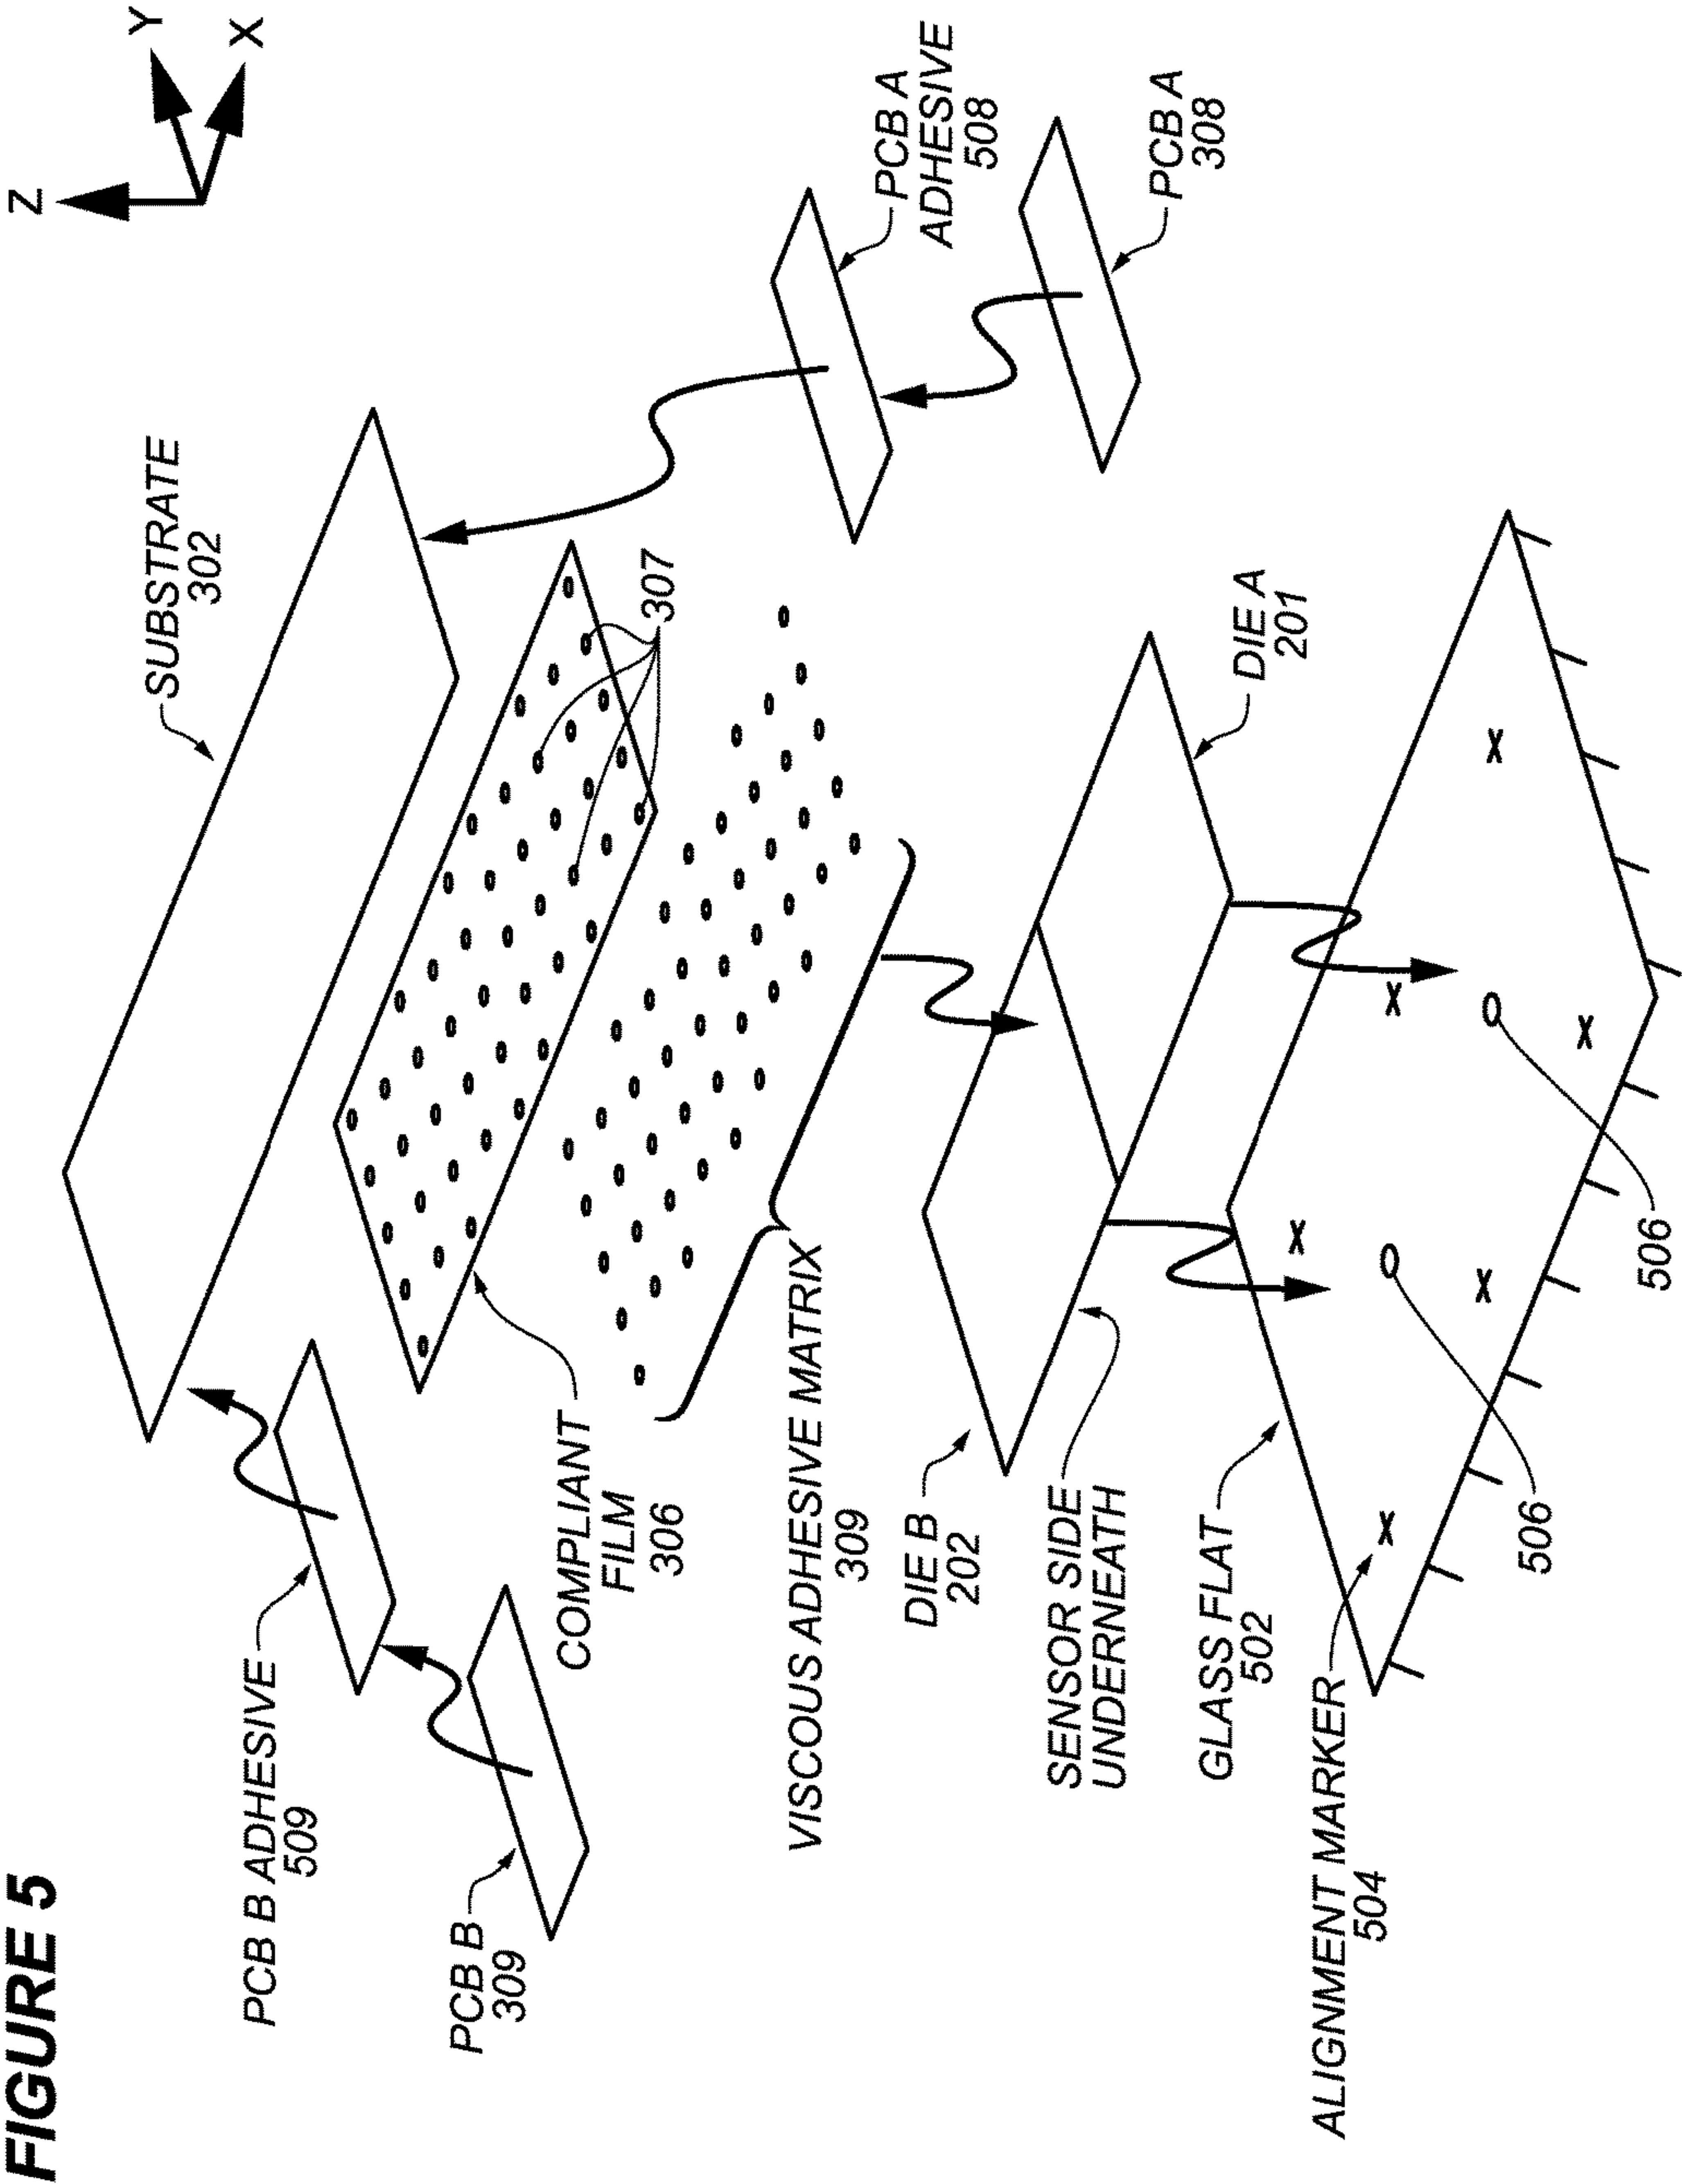 FIGURE 5
Z
Y
X
SUBSTRATE
302
PCB B ADHESIVE
509
PCB B
309
COMPLIANT
FILM
306
307
PCB A
ADHESIVE
508
PCB A
308
VISCOUS ADHESIVE MATRIX
309
DIE B
202
DIE A
201
SENSOR SIDE
UNDERNEATH
GLASS FLAT
502
ALIGNMENT MARKER
504
X
X
X
X
X
X
O
O
506
506